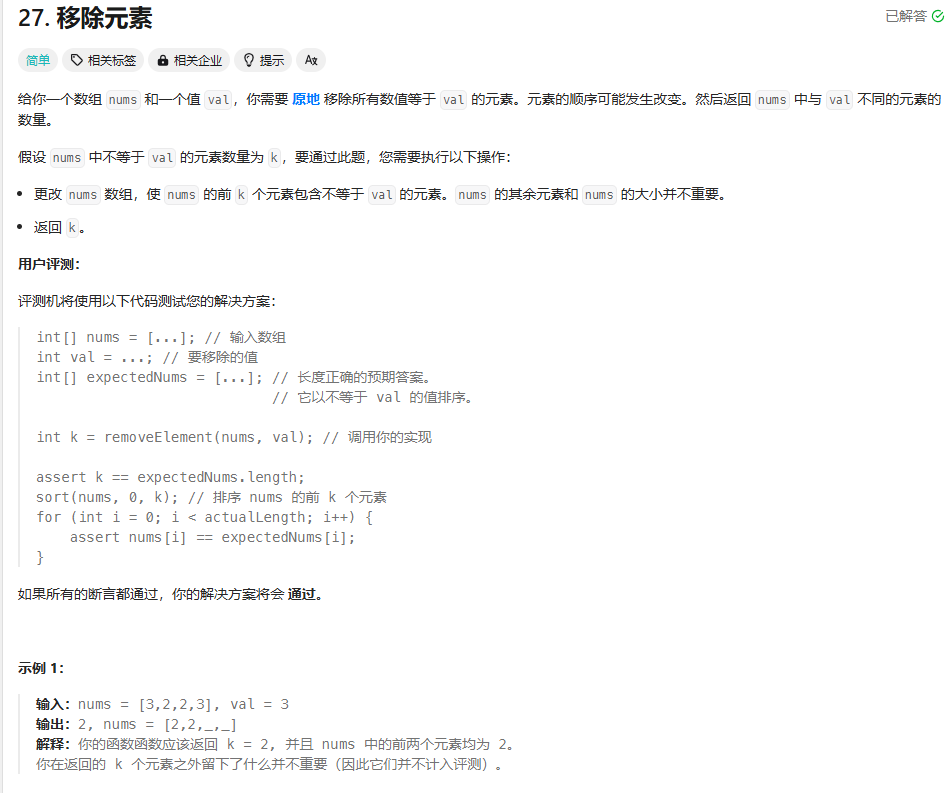 27. 移除元素
已解答
简单 相关标签 相关企业 提示 Aあ
给你一个数组 nums 和一个值 val，你需要 原地 移除所有数值等于 val 的元素。元素的顺序可能发生改变。然后返回 nums 中与 val 不同的元素的
数量。
假设 nums 中不等于 val 的元素数量为 k，要通过此题，您需要执行以下操作：
• 更改 nums 数组，使 nums 的前 k 个元素包含不等于 val 的元素。nums 的其余元素和 nums 的大小并不重要。
• 返回 k。
用户评测：
评测机将使用以下代码测试您的解决方案：
int[] nums = [...]; // 输入数组
int val = ...; // 要移除的值
int[] expectedNums = [...]; // 长度正确的预期答案。
// 它以不等于 val 的值排序。
int k = removeElement(nums, val); // 调用你的实现
assert k == expectedNums.length;
sort(nums, 0, k); // 排序 nums 的前 k 个元素
for (int i = 0; i < actualLength; i++) {
assert nums[i] == expectedNums[i];
}
如果所有的断言都通过，你的解决方案将会 通过。
示例 1：
输入：nums = [3,2,2,3], val = 3
输出：2, nums = [2,2,_,_]
解释：你的函数函数应该返回 k = 2, 并且 nums 中的前两个元素均为 2。
你在返回的 k 个元素之外留下了什么并不重要（因此它们并不计入评测）。